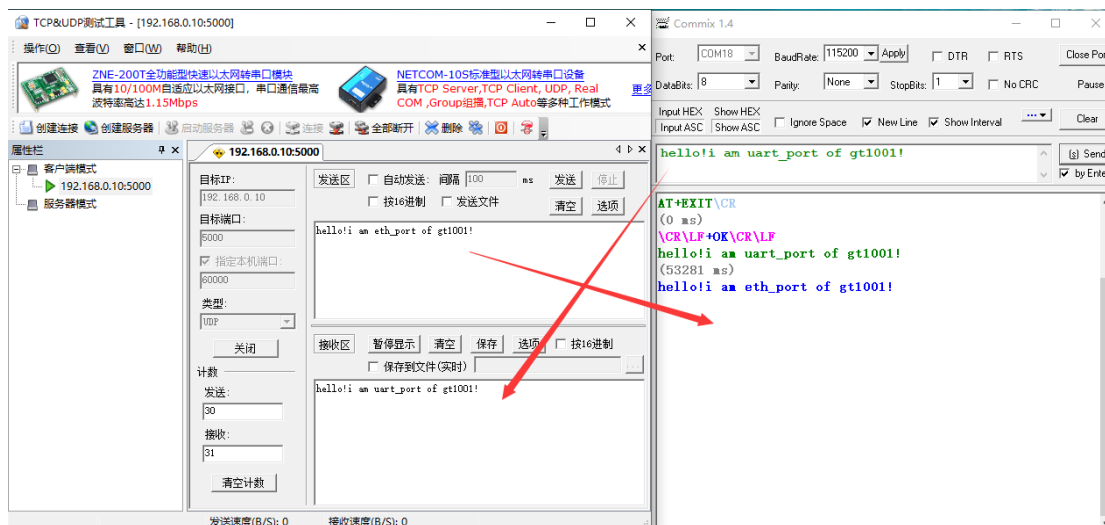 TCP&UDP测试工具 - [192.168.0.10:5000]
操作(O) 查看(V) 窗口(W) 帮助(H)
ZNE-200T全功能型快速以太网转串口模块
具有10/100M自适应以太网接口，串口通信最高
波特率高达1.15Mbps
NETCOM-10S标准型以太网转串口设备
具有TCP Server,TCP Client, UDP, Real
COM ,Group组播,TCP Auto等多种工作模式
更多
创建连接 创建服务器 启动服务器 连接 全部断开 删除
属性栏
客户端模式
192.168.0.10:5000
服务器模式
192.168.0.10:5000
目标IP:
192.168.0.10
目标端口:
5000
指定本机端口:
60000
类型:
UDP
关闭
计数
发送:
30
接收:
31
清空计数
发送区 自动发送: 间隔 100 ms 发送 停止
按16进制 发送文件 清空 选项
hello!i am eth_port of gt1001!
接收区 暂停显示 清空 保存 选项 按16进制
保存到文件(实时) ...
hello!i am uart_port of gt1001!
发送速度(B/S): 0 接收速度(B/S): 0
Commix 1.4
Port: COM18 BaudRate: 115200 Apply DTR RTS Close Por
DataBits: 8 Parity: None StopBits: 1 No CRC Pause
Input HEX Show HEX
Input ASC Show ASC Ignore Space New Line Show Interval ... Clear
hello!i am uart_port of gt1001!
(s) Send
by Ente
AT+EXIT\CR
(0 ms)
\CR\LF+OK\CR\LF
hello!i am uart_port of gt1001!
(53281 ms)
hello!i am eth_port of gt1001!